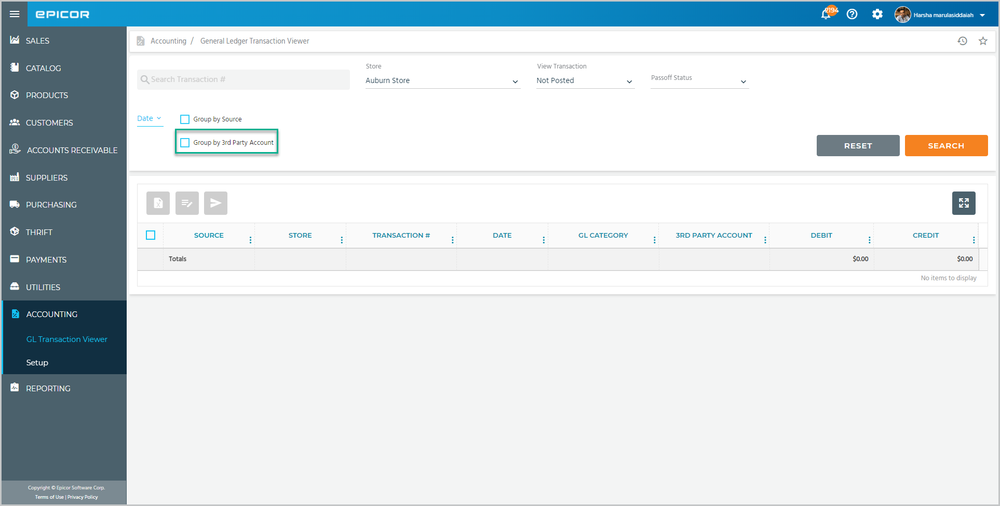 EPICOR
2194
Harsha marulasiddaiah
SALES
CATALOG
PRODUCTS
CUSTOMERS
ACCOUNTS RECEIVABLE
SUPPLIERS
PURCHASING
THRIFT
PAYMENTS
UTILITIES
ACCOUNTING
GL Transaction Viewer
Setup
REPORTING
Copyright © Epicor Software Corp.
Terms of Use | Privacy Policy
Accounting / General Ledger Transaction Viewer
Search Transaction #
Store
Auburn Store
View Transaction
Not Posted
Passoff Status
Date
Group by Source
Group by 3rd Party Account
RESET
SEARCH
SOURCE STORE TRANSACTION # DATE GL CATEGORY 3RD PARTY ACCOUNT DEBIT CREDIT
Totals $0.00 $0.00
No items to display